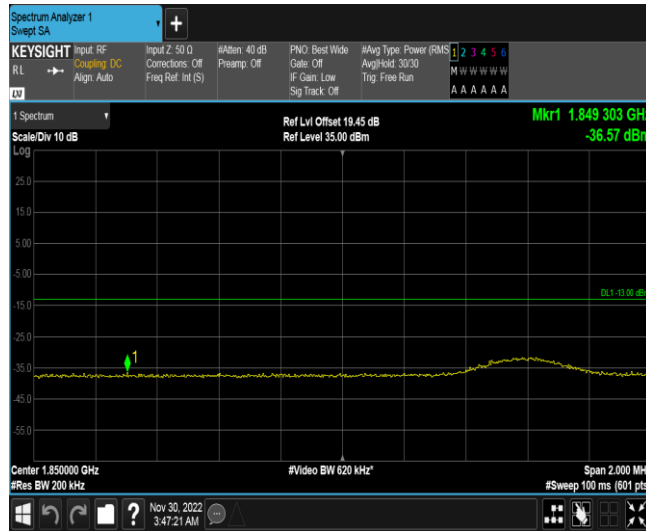 Spectrum Analyzer 1
Swept SA
+
KEYSIGHT Input: RF Input Z: 50 Ω #Atten: 40 dB PNO: Best Wide #Avg Type: Power (RMS 1 2 3 4 5 6
RL Coupling: DC Corrections: Off Preamp: Off Gate: Off Avg|Hold: 30/30 M W W W W W
Align: Auto Freq Ref: Int (S) IF Gain: Low Trig: Free Run
LXI Sig Track: Off A A A A A A
1 Spectrum Ref Lvl Offset 19.45 dB Mkr1 1.849 303 GHz
Scale/Div 10 dB Ref Level 35.00 dBm -36.57 dBm
Log
25.0
15.0
5.00
-5.00
DL1 -13.00 dBm
-15.0
-25.0
1
-35.0
-45.0
-55.0
Center 1.850000 GHz #Video BW 620 kHz* Span 2.000 MH
#Res BW 200 kHz #Sweep 100 ms (601 pts
? Nov 30, 2022
3:47:21 AM